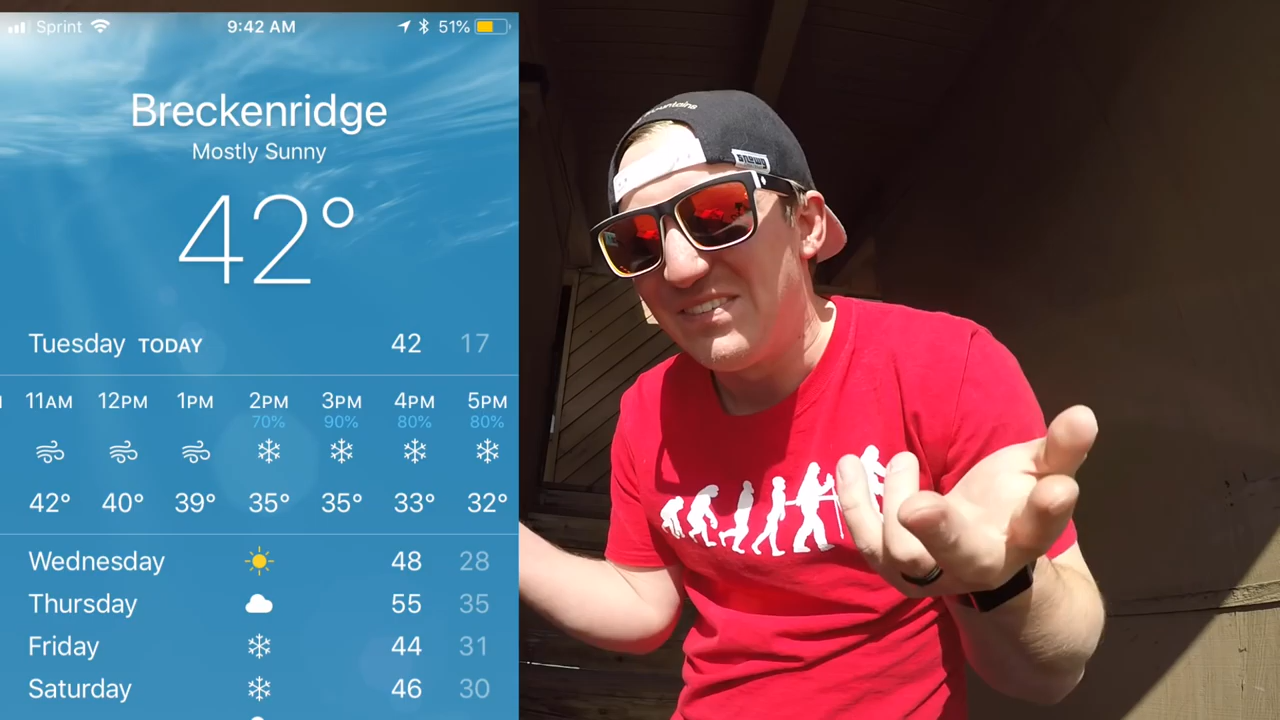 Sprint 9:42 AM 51%
Breckenridge
Mostly Sunny
42°
Tuesday TODAY 42 17
11AM 12PM 1PM 2PM 3PM 4PM 5PM
70% 90% 80% 80%
42° 40° 39° 35° 35° 33° 32°
Wednesday 48 28
Thursday 55 35
Friday 44 31
Saturday 46 30